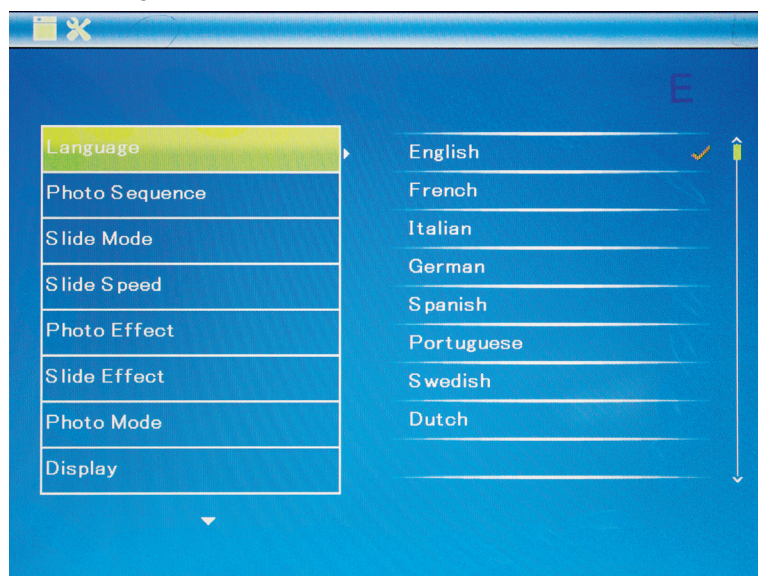 E
Language
Photo Sequence
Slide Mode
Slide Speed
Photo Effect
Slide Effect
Photo Mode
Display
English
French
Italian
German
Spanish
Portuguese
Swedish
Dutch